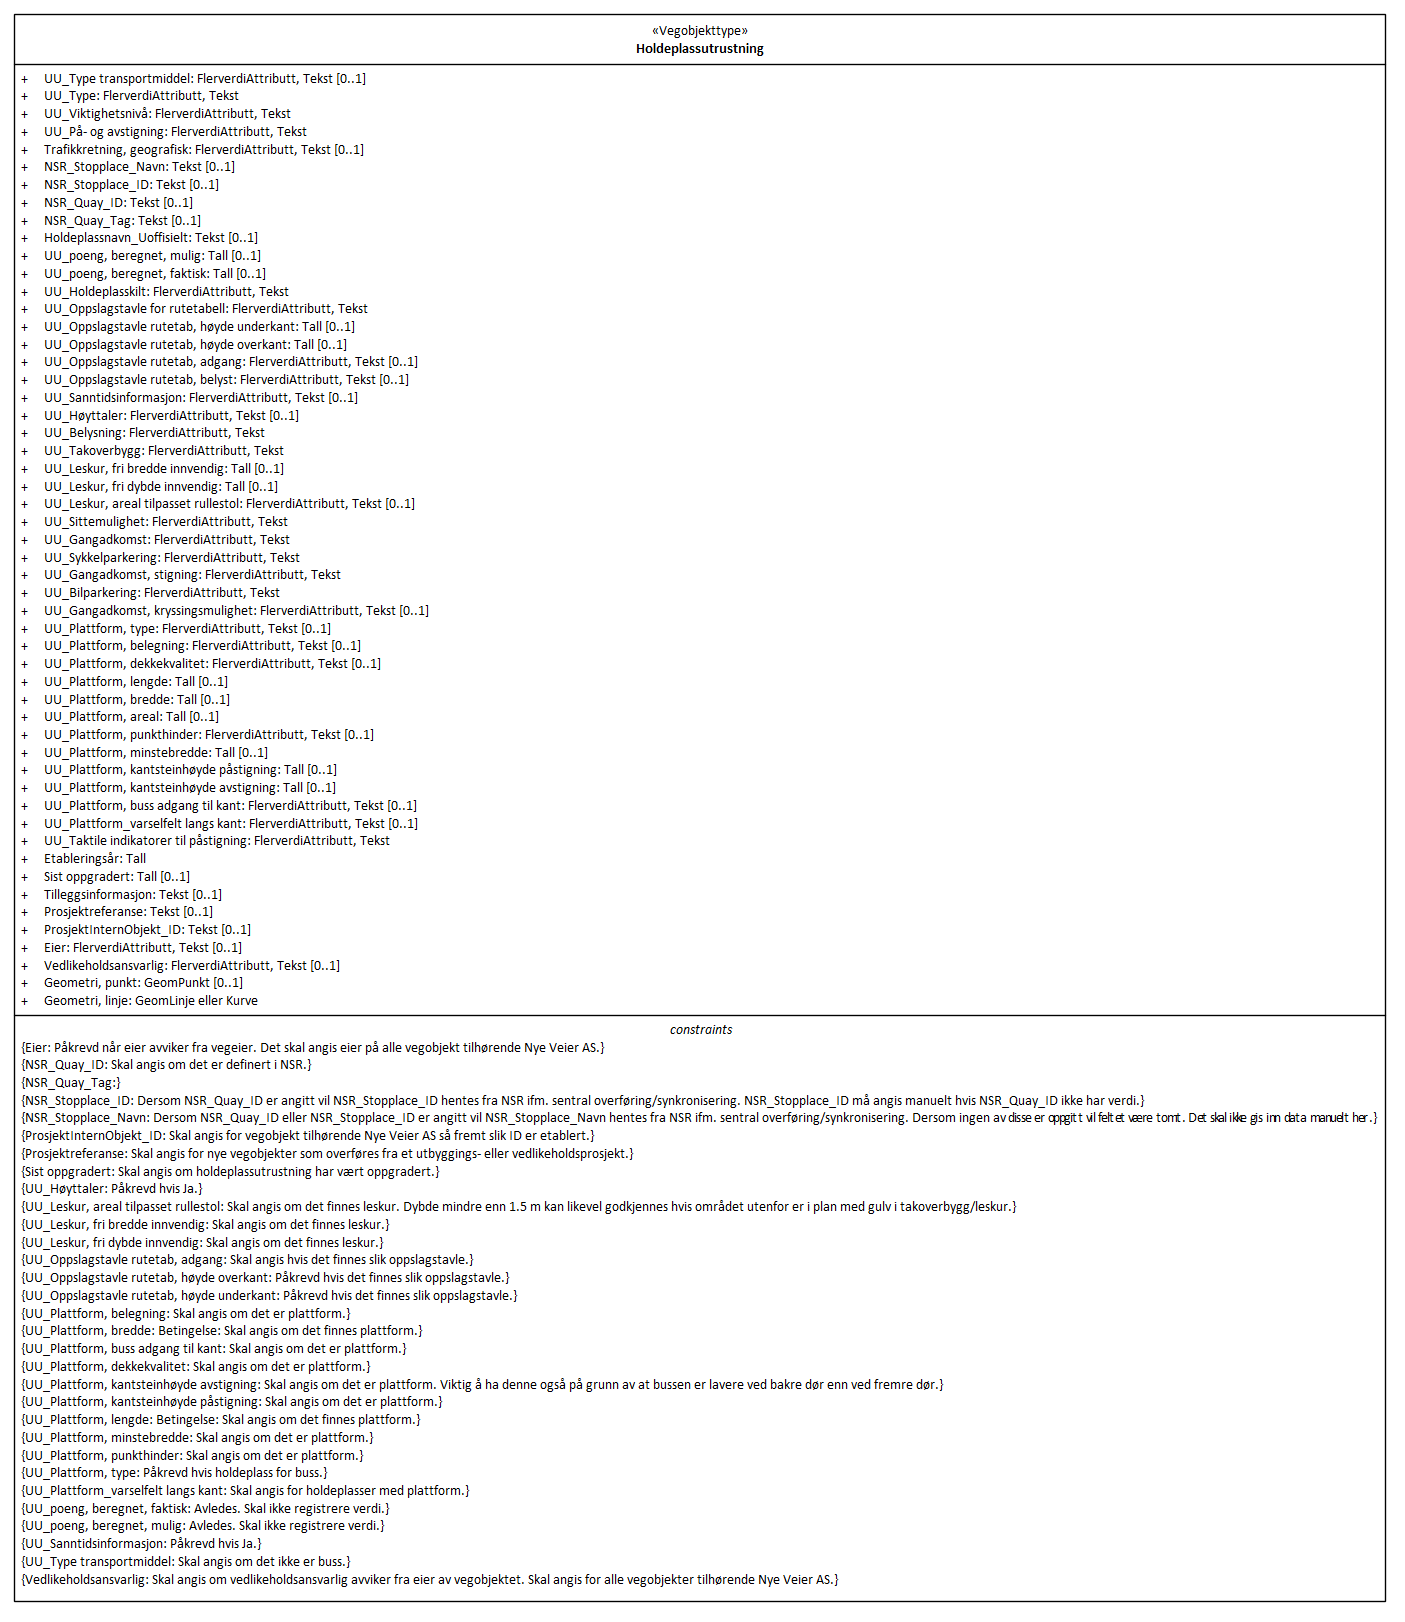 «Vegobjekttype»
Holdeplassutrustning
+ UU_Type transportmiddel: FlerverdiAttributt, Tekst [0..1]
+ UU_Type: FlerverdiAttributt, Tekst
+ UU_Viktighetsnivå: FlerverdiAttributt, Tekst
+ UU_På- og avstigning: FlerverdiAttributt, Tekst
+ Trafikkretning, geografisk: FlerverdiAttributt, Tekst [0..1]
+ NSR_Stopplace_Navn: Tekst [0..1]
+ NSR_Stopplace_ID: Tekst [0..1]
+ NSR_Quay_ID: Tekst [0..1]
+ NSR_Quay_Tag: Tekst [0..1]
+ Holdeplassnavn_Uoffisielt: Tekst [0..1]
+ UU_poeng, beregnet, mulig: Tall [0..1]
+ UU_poeng, beregnet, faktisk: Tall [0..1]
+ UU_Holdeplasskilt: FlerverdiAttributt, Tekst
+ UU_Oppslagstavle for rutetabell: FlerverdiAttributt, Tekst
+ UU_Oppslagstavle rutetab, høyde underkant: Tall [0..1]
+ UU_Oppslagstavle rutetab, høyde overkant: Tall [0..1]
+ UU_Oppslagstavle rutetab, adgang: FlerverdiAttributt, Tekst [0..1]
+ UU_Oppslagstavle rutetab, belyst: FlerverdiAttributt, Tekst [0..1]
+ UU_Sanntidsinformasjon: FlerverdiAttributt, Tekst [0..1]
+ UU_Høyttaler: FlerverdiAttributt, Tekst [0..1]
+ UU_Belysning: FlerverdiAttributt, Tekst
+ UU_Takoverbygg: FlerverdiAttributt, Tekst
+ UU_Leskur, fri bredde innvendig: Tall [0..1]
+ UU_Leskur, fri dybde innvendig: Tall [0..1]
+ UU_Leskur, areal tilpasset rullestol: FlerverdiAttributt, Tekst [0..1]
+ UU_Sittemulighet: FlerverdiAttributt, Tekst
+ UU_Gangadkomst: FlerverdiAttributt, Tekst
+ UU_Sykkelparkering: FlerverdiAttributt, Tekst
+ UU_Gangadkomst, stigning: FlerverdiAttributt, Tekst
+ UU_Bilparkering: FlerverdiAttributt, Tekst
+ UU_Gangadkomst, kryssingsmulighet: FlerverdiAttributt, Tekst [0..1]
+ UU_Plattform, type: FlerverdiAttributt, Tekst [0..1]
+ UU_Plattform, belegning: FlerverdiAttributt, Tekst [0..1]
+ UU_Plattform, dekkekvalitet: FlerverdiAttributt, Tekst [0..1]
+ UU_Plattform, lengde: Tall [0..1]
+ UU_Plattform, bredde: Tall [0..1]
+ UU_Plattform, areal: Tall [0..1]
+ UU_Plattform, punkthinder: FlerverdiAttributt, Tekst [0..1]
+ UU_Plattform, minstebredde: Tall [0..1]
+ UU_Plattform, kantsteinhøyde påstigning: Tall [0..1]
+ UU_Plattform, kantsteinhøyde avstigning: Tall [0..1]
+ UU_Plattform, buss adgang til kant: FlerverdiAttributt, Tekst [0..1]
+ UU_Plattform_varselfelt langs kant: FlerverdiAttributt, Tekst [0..1]
+ UU_Taktile indikatorer til påstigning: FlerverdiAttributt, Tekst
+ Etableringsår: Tall
+ Sist oppgradert: Tall [0..1]
+ Tilleggsinformasjon: Tekst [0..1]
+ Prosjektreferanse: Tekst [0..1]
+ ProsjektInternObjekt_ID: Tekst [0..1]
+ Eier: FlerverdiAttributt, Tekst [0..1]
+ Vedlikeholdsansvarlig: FlerverdiAttributt, Tekst [0..1]
+ Geometri, punkt: GeomPunkt [0..1]
+ Geometri, linje: GeomLinje eller Kurve
constraints
{Eier: Påkrevd når eier avviker fra vegeier. Det skal angis eier på alle vegobjekt tilhørende Nye Veier AS.}
{NSR_Quay_ID: Skal angis om det er definert i NSR.}
{NSR_Quay_Tag:}
{NSR_Stopplace_ID: Dersom NSR_Quay_ID er angitt vil NSR_Stopplace_ID hentes fra NSR ifm. sentral overføring/synkronisering. NSR_Stopplace_ID må angis manuelt hvis NSR_Quay_ID ikke har verdi.}
{NSR_Stopplace_Navn: Dersom NSR_Quay_ID eller NSR_Stopplace_ID er angitt vil NSR_Stopplace_Navn hentes fra NSR ifm. sentral overføring/synkronisering. Dersom ingen av disse er oppgitt vil feltet være tomt. Det skal ikke gis inn data manuelt her.}
{ProsjektInternObjekt_ID: Skal angis for vegobjekt tilhørende Nye Veier AS så fremt slik ID er etablert.}
{Prosjektreferanse: Skal angis for nye vegobjekter som overføres fra et utbyggings- eller vedlikeholdsprosjekt.}
{Sist oppgradert: Skal angis om holdeplassutrustning har vært oppgradert.}
{UU_Høyttaler: Påkrevd hvis Ja.}
{UU_Leskur, areal tilpasset rullestol: Skal angis om det finnes leskur. Dybde mindre enn 1.5 m kan likevel godkjennes hvis området utenfor er i plan med gulv i takoverbygg/leskur.}
{UU_Leskur, fri bredde innvendig: Skal angis om det finnes leskur.}
{UU_Leskur, fri dybde innvendig: Skal angis om det finnes leskur.}
{UU_Oppslagstavle rutetab, adgang: Skal angis hvis det finnes slik oppslagstavle.}
{UU_Oppslagstavle rutetab, høyde overkant: Påkrevd hvis det finnes slik oppslagstavle.}
{UU_Oppslagstavle rutetab, høyde underkant: Påkrevd hvis det finnes slik oppslagstavle.}
{UU_Plattform, belegning: Skal angis om det er plattform.}
{UU_Plattform, bredde: Betingelse: Skal angis om det finnes plattform.}
{UU_Plattform, buss adgang til kant: Skal angis om det er plattform.}
{UU_Plattform, dekkekvalitet: Skal angis om det er plattform.}
{UU_Plattform, kantsteinhøyde avstigning: Skal angis om det er plattform. Viktig å ha denne også på grunn av at bussen er lavere ved bakre dør enn ved fremre dør.}
{UU_Plattform, kantsteinhøyde påstigning: Skal angis om det er plattform.}
{UU_Plattform, lengde: Betingelse: Skal angis om det finnes plattform.}
{UU_Plattform, minstebredde: Skal angis om det er plattform.}
{UU_Plattform, punkthinder: Skal angis om det er plattform.}
{UU_Plattform, type: Påkrevd hvis holdeplass for buss.}
{UU_Plattform_varselfelt langs kant: Skal angis for holdeplasser med plattform.}
{UU_poeng, beregnet, faktisk: Avledes. Skal ikke registrere verdi.}
{UU_poeng, beregnet, mulig: Avledes. Skal ikke registrere verdi.}
{UU_Sanntidsinformasjon: Påkrevd hvis Ja.}
{UU_Type transportmiddel: Skal angis om det ikke er buss.}
{Vedlikeholdsansvarlig: Skal angis om vedlikeholdsansvarlig avviker fra eier av vegobjektet. Skal angis for alle vegobjekter tilhørende Nye Veier AS.}